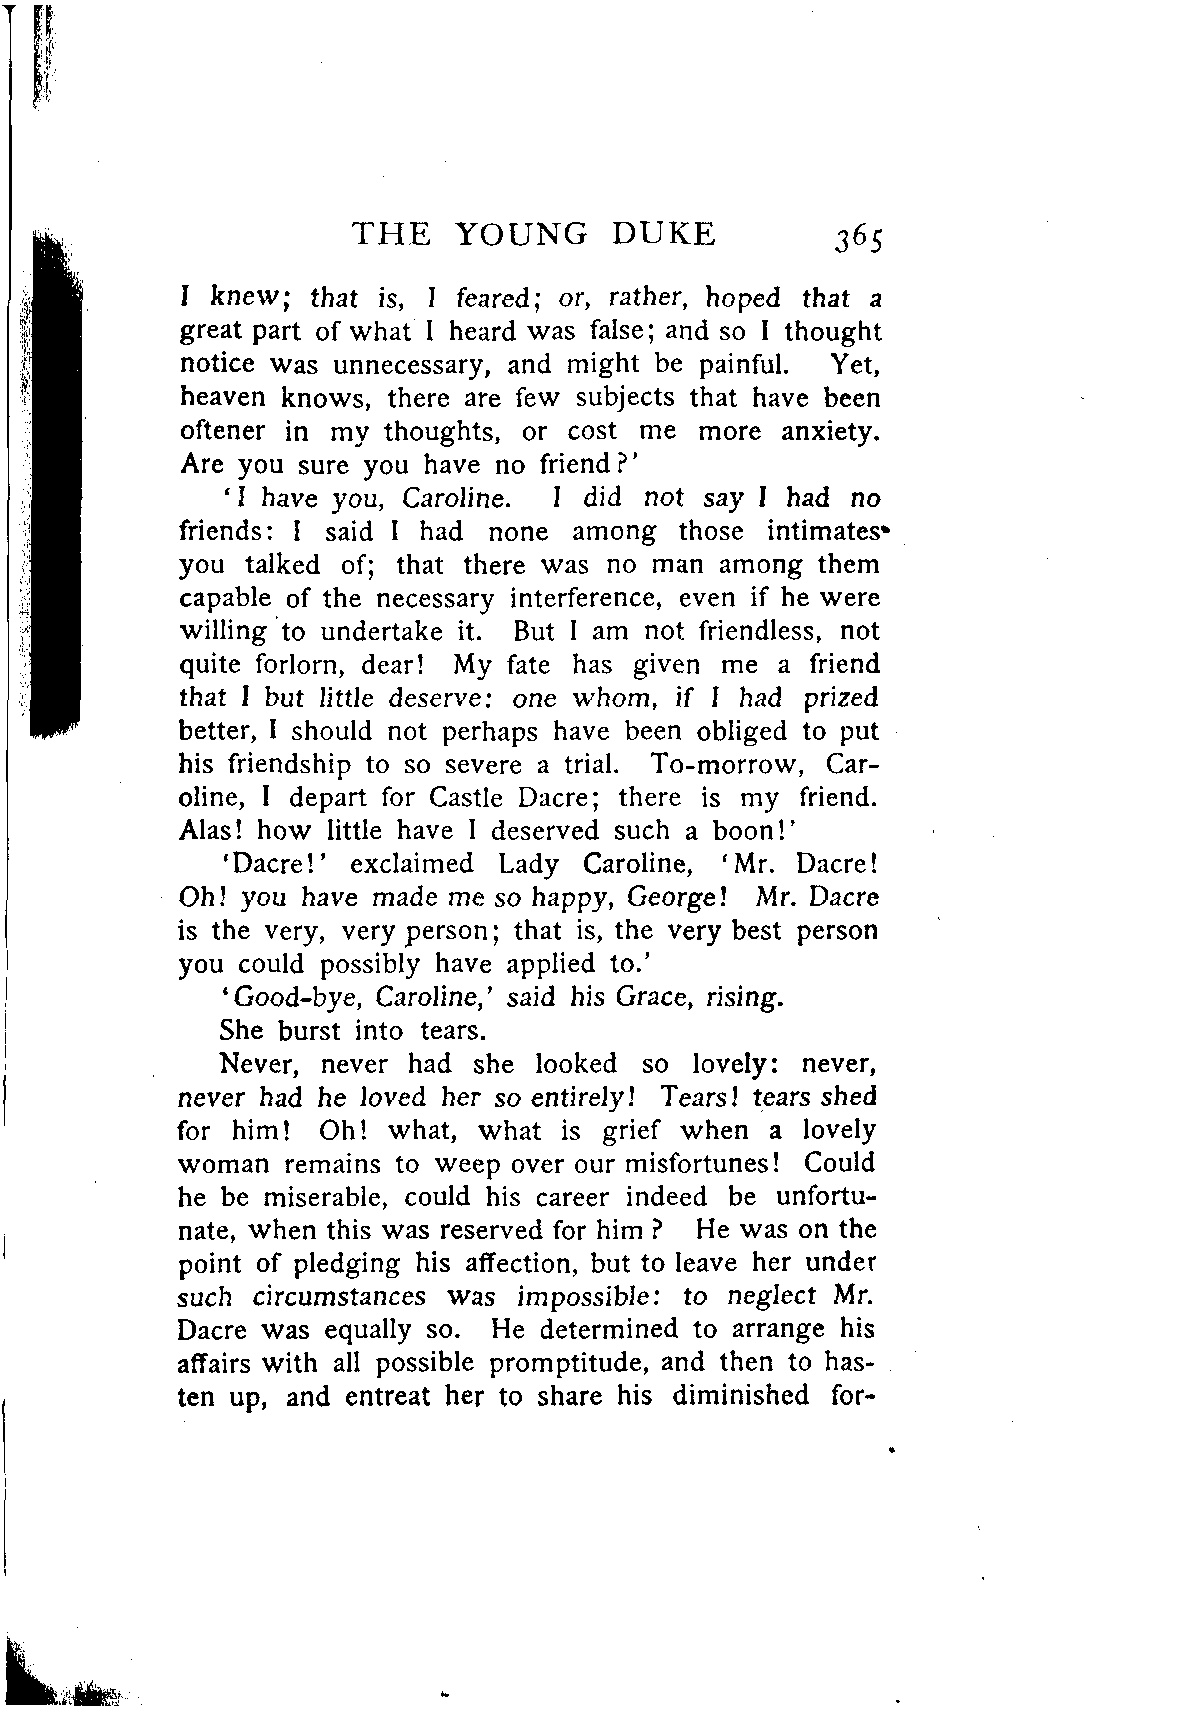 THE YOUNG DUKE 365
I knew; that is, I feared; or, rather, hoped that a
great part of what I heard was false; and so I thought
notice was unnecessary, and might be painful. Yet,
heaven knows, there are few subjects that have been
oftener in my thoughts, or cost me more anxiety.
Are you sure you have no friend?'
'I have you, Caroline. I did not say I had no
friends: I said I had none among those intimates
you talked of; that there was no man among them
capable of the necessary interference, even if he were
willing to undertake it. But I am not friendless, not
quite forlorn, dear! My fate has given me a friend
that I but little deserve: one whom, if I had prized
better, I should not perhaps have been obliged to put
his friendship to so severe a trial. To-morrow, Car-
oline, I depart for Castle Dacre; there is my friend.
Alas! how little have I deserved such a boon!'
'Dacre!' exclaimed Lady Caroline, 'Mr. Dacre!
Oh! you have made me so happy, George! Mr. Dacre
is the very, very person; that is, the very best person
you could possibly have applied to.'
'Good-bye, Caroline,' said his Grace, rising.
She burst into tears.
Never, never had she looked so lovely: never,
never had he loved her so entirely! Tears! tears shed
for him! Oh! what, what is grief when a lovely
woman remains to weep over our misfortunes! Could
he be miserable, could his career indeed be unfortu-
nate, when this was reserved for him? He was on the
point of pledging his affection, but to leave her under
such circumstances was impossible: to neglect Mr.
Dacre was equally so. He determined to arrange his
affairs with all possible promptitude, and then to has-
ten up, and entreat her to share his diminished for-